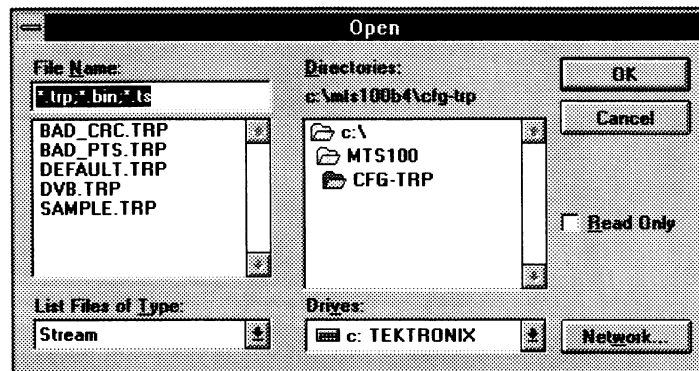 Open
File Name:
*.trp;*.bin;*.ts
BAD_CRC.TRP
BAD_PTS.TRP
DEFAULT.TRP
DVB.TRP
SAMPLE.TRP
List Files of Type:
Stream
Directories:
c:\mts100b4\cfg-trp
c:\
MTS100
CFG-TRP
Drives:
c: TEKTRONIX
OK
Cancel
Read Only
Network...